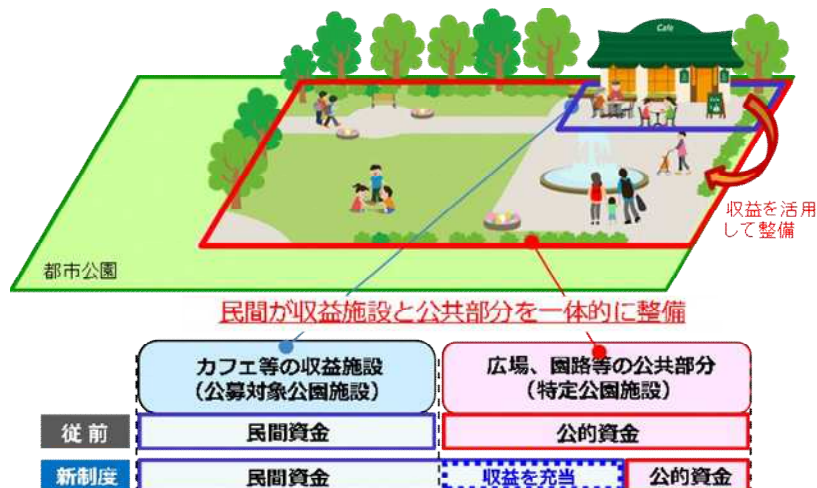 Cafe
収益を活用
して整備
都市公園
民間が収益施設と公共部分を一体的に整備
カフェ等の収益施設
（公募対象公園施設）
広場、園路等の公共部分
（特定公園施設）
従前
民間資金
公的資金
新制度
民間資金
収益を充当
公的資金